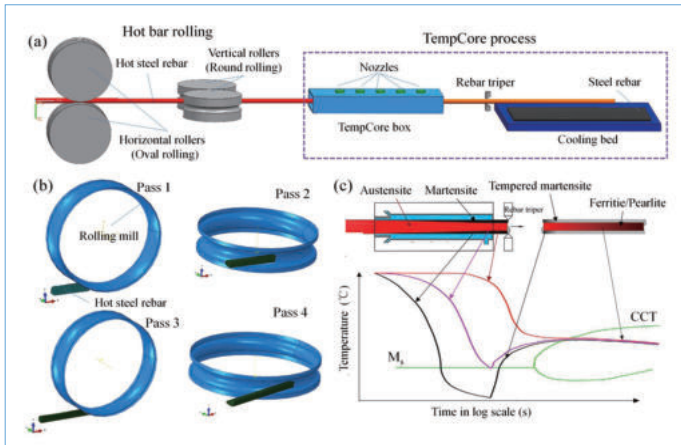 Hot bar rolling
(a)
Hot steel rebar
Vertical rollers
(Round rolling)
TempCore process
Nozzles
Rebar triper
Steel rebar
Horizontal rollers
(Oval rolling)
TempCore box
Cooling bed
(b)
Pass 1
Rolling mill
Hot steel rebar
Pass 2
Pass 3
Pass 4
(c)
Austensite
Martensite
Tempered martensite
Rebar triper
Ferritie/Pearlite
Temperature (℃)
CCT
Ms
Time in log scale (s)